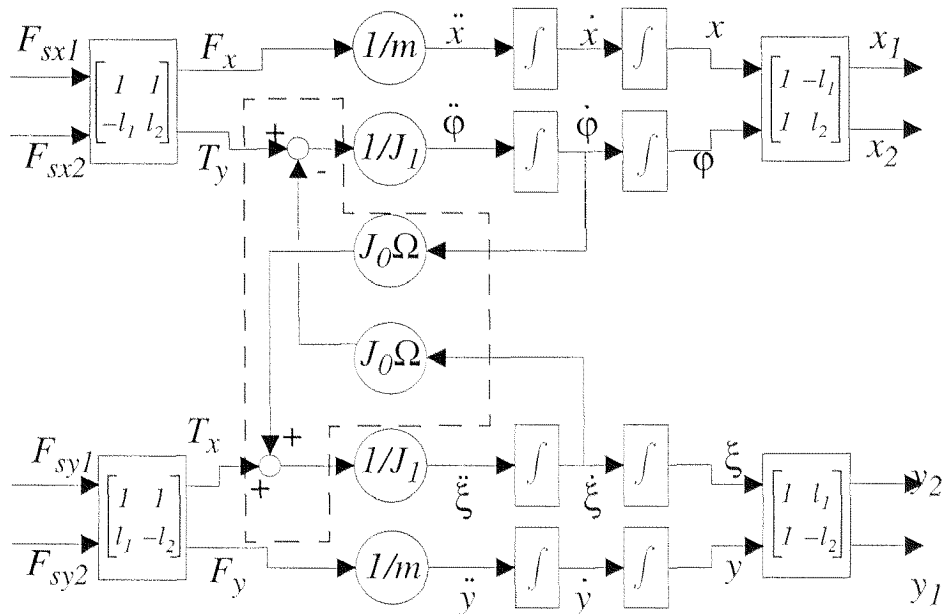 F_sx1
F_sx2
[ 1 1
-l_1 l_2 ]
F_x
T_y
+
-
1/m
1/J_1
ẍ
φ̈
∫
∫
ẋ
φ̇
∫
∫
x
φ
[ 1 -l_1
1 l_2 ]
x_1
x_2
J_0Ω
J_0Ω
F_sy1
F_sy2
[ 1 1
l_1 -l_2 ]
T_x
F_y
+
+
1/J_1
1/m
ξ̈
ÿ
∫
∫
ξ̇
ẏ
∫
∫
ξ
y
[ 1 l_1
1 -l_2 ]
y_2
y_1